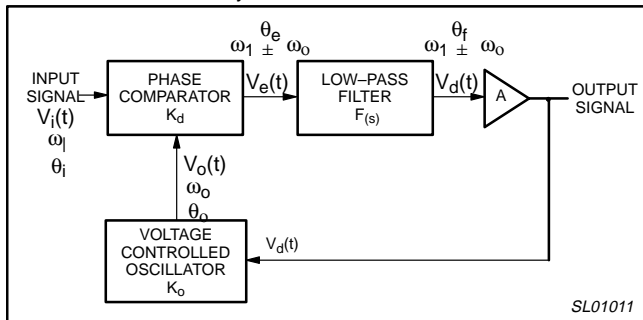 INPUT
SIGNAL
Vi(t)
ω|
θi
PHASE
COMPARATOR
Kd
θe
ω1 ± ωo
Ve(t)
LOW–PASS
FILTER
F(s)
θf
ω1 ± ωo
Vd(t)
A
OUTPUT
SIGNAL
Vo(t)
ωo
θo
VOLTAGE
CONTROLLED
OSCILLATOR
Ko
Vd(t)
SL01011